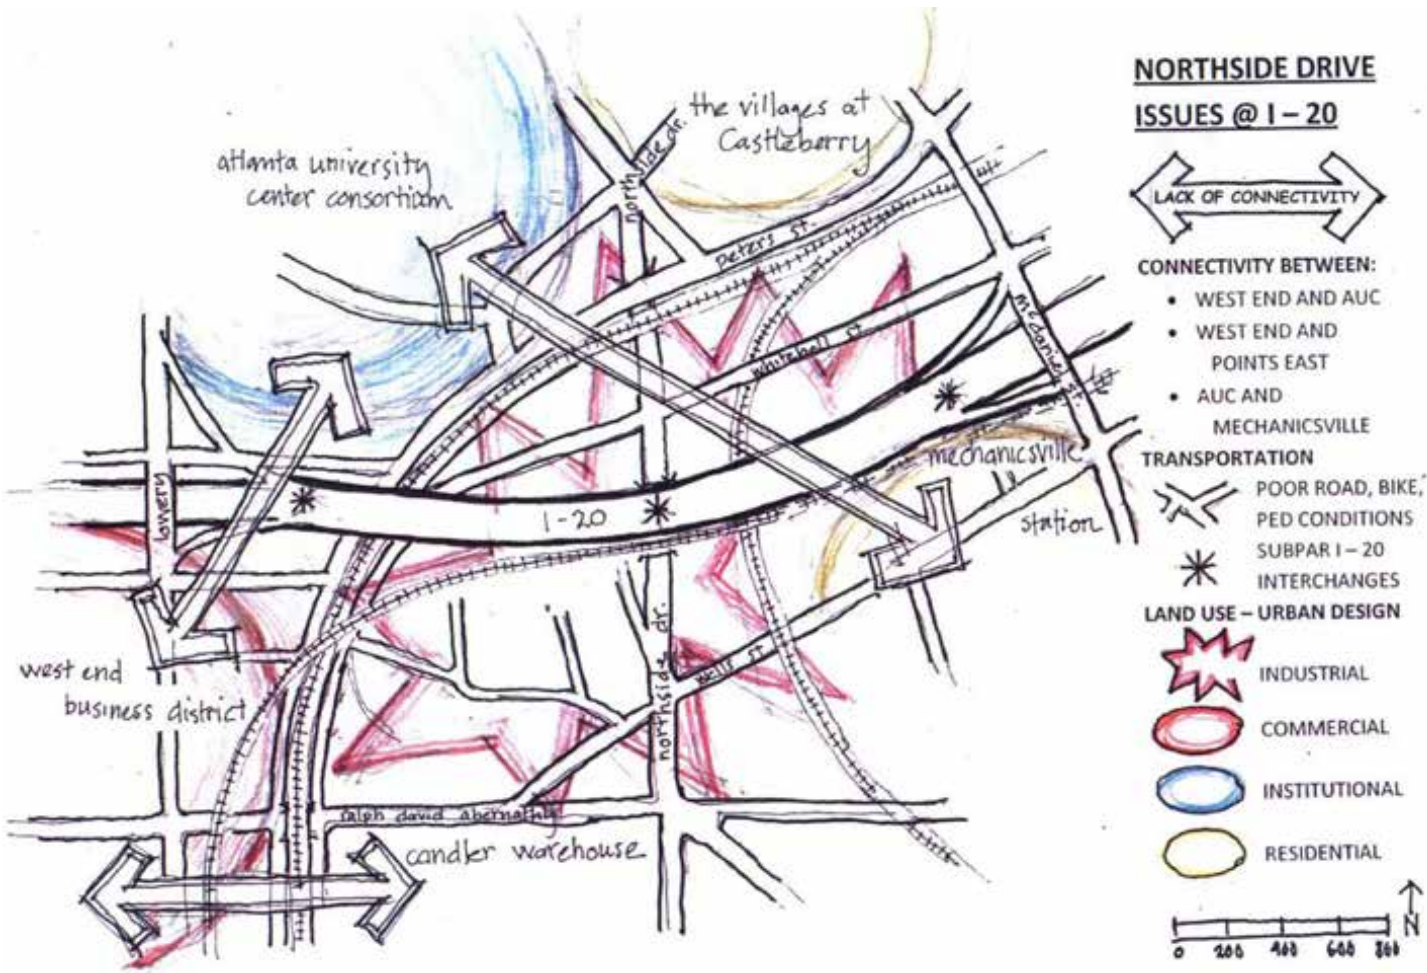 NORTHSIDE DRIVE
ISSUES @ I – 20
LACK OF CONNECTIVITY
CONNECTIVITY BETWEEN:
• WEST END AND AUC
• WEST END AND
POINTS EAST
• AUC AND
MECHANICSVILLE
TRANSPORTATION
POOR ROAD, BIKE,
PED CONDITIONS
SUBPAR I – 20
INTERCHANGES
LAND USE – URBAN DESIGN
INDUSTRIAL
COMMERCIAL
INSTITUTIONAL
RESIDENTIAL
N
0 200 400 600 800
the villages at
Castleberry
atlanta university
center consortium
northside dr.
peters st.
whitehall st
mcdaniel st.
mechanicsville
station
lowery
I-20
northside dr.
wells st
west end
business district
ralph david abernathy
candler warehouse